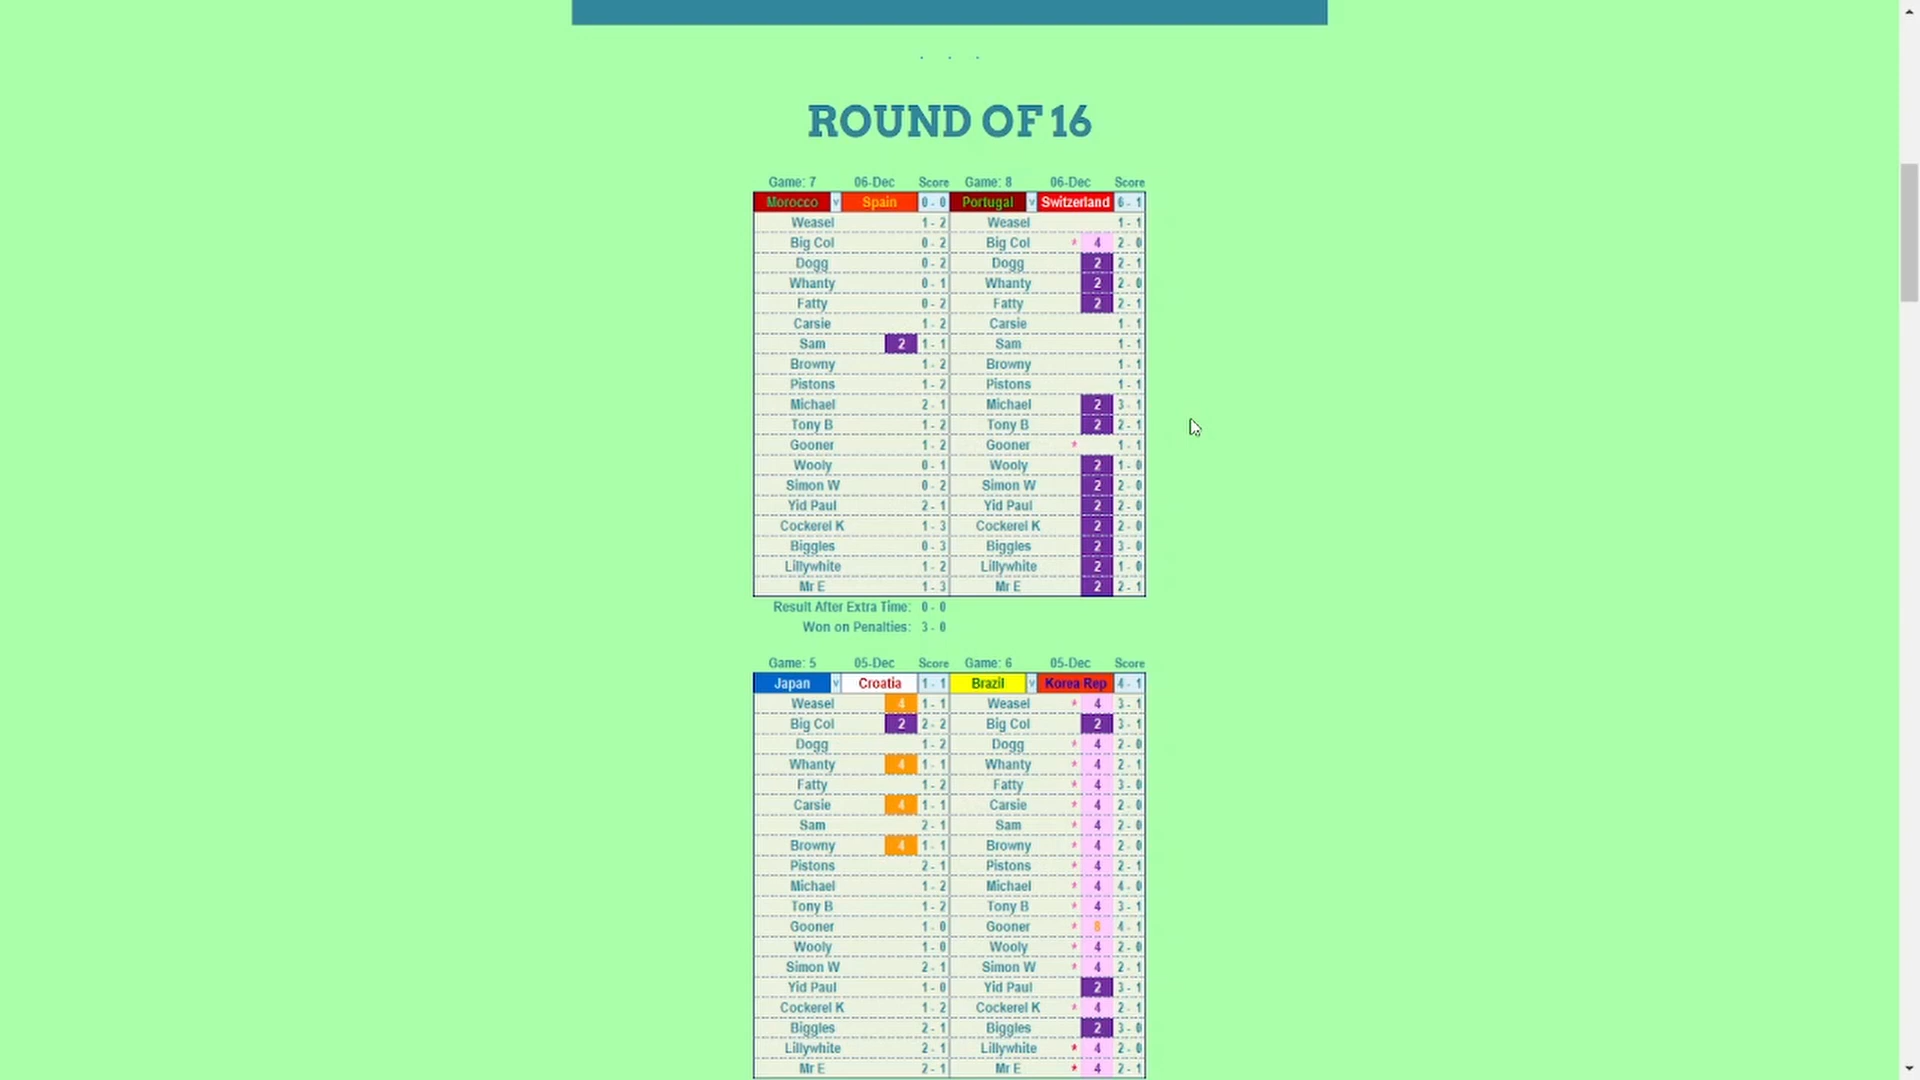 . . .
ROUND OF 16
Game: 7 06-Dec Score Game: 8 06-Dec Score
Morocco v Spain 0 - 0 Portugal v Switzerland 6 - 1
Weasel 1 - 2 Weasel 1 - 1
Big Col 0 - 2 Big Col * 4 2 - 0
Dogg 0 - 2 Dogg 2 2 - 1
Whanty 0 - 1 Whanty 2 2 - 0
Fatty 0 - 2 Fatty 2 2 - 1
Carsie 1 - 2 Carsie 1 - 1
Sam 2 1 - 1 Sam 1 - 1
Browny 1 - 2 Browny 1 - 1
Pistons 1 - 2 Pistons 1 - 1
Michael 2 - 1 Michael 2 3 - 1
Tony B 1 - 2 Tony B 2 2 - 1
Gooner 1 - 2 Gooner * 1 - 1
Wooly 0 - 1 Wooly 2 1 - 0
Simon W 0 - 2 Simon W 2 2 - 0
Yid Paul 2 - 1 Yid Paul 2 2 - 0
Cockerel K 1 - 3 Cockerel K 2 2 - 0
Biggles 0 - 3 Biggles 2 3 - 0
Lillywhite 1 - 2 Lillywhite 2 1 - 0
Mr E 1 - 3 Mr E 2 2 - 1
Result After Extra Time: 0 - 0
Won on Penalties: 3 - 0
Game: 5 05-Dec Score Game: 6 05-Dec Score
Japan v Croatia 1 - 1 Brazil v Korea Rep 4 - 1
Weasel 4 1 - 1 Weasel * 4 3 - 1
Big Col 2 2 - 2 Big Col 2 3 - 1
Dogg 1 - 2 Dogg * 4 2 - 0
Whanty 4 1 - 1 Whanty * 4 2 - 1
Fatty 1 - 2 Fatty * 4 3 - 0
Carsie 4 1 - 1 Carsie * 4 2 - 0
Sam 2 - 1 Sam * 4 2 - 0
Browny 4 1 - 1 Browny * 4 2 - 0
Pistons 2 - 1 Pistons * 4 2 - 1
Michael 1 - 2 Michael * 4 4 - 0
Tony B 1 - 2 Tony B * 4 3 - 1
Gooner 1 - 0 Gooner * 8 4 - 1
Wooly 1 - 0 Wooly * 4 2 - 0
Simon W 2 - 1 Simon W * 4 2 - 1
Yid Paul 1 - 0 Yid Paul 2 3 - 1
Cockerel K 1 - 2 Cockerel K * 4 2 - 1
Biggles 2 - 1 Biggles 2 3 - 0
Lillywhite 2 - 1 Lillywhite * 4 2 - 0
Mr E 2 - 1 Mr E * 4 2 - 1